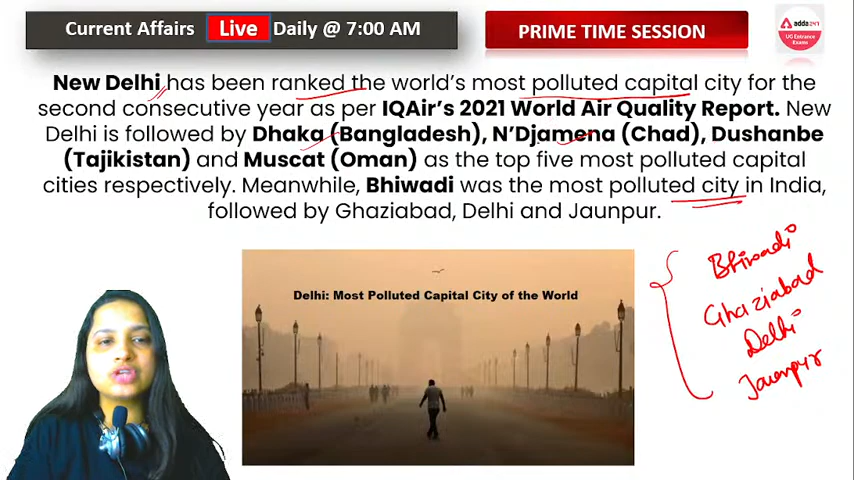 Current Affairs Live Daily @ 7:00 AM
PRIME TIME SESSION
adda247
UG Entrance
Exams
New Delhi has been ranked the world's most polluted capital city for the
second consecutive year as per IQAir's 2021 World Air Quality Report. New
Delhi is followed by Dhaka (Bangladesh), N'Djamena (Chad), Dushanbe
(Tajikistan) and Muscat (Oman) as the top five most polluted capital
cities respectively. Meanwhile, Bhiwadi was the most polluted city in India,
followed by Ghaziabad, Delhi and Jaunpur.
Delhi: Most Polluted Capital City of the World
Bhiwadi
Ghaziabad
Delhi
Jaunpur